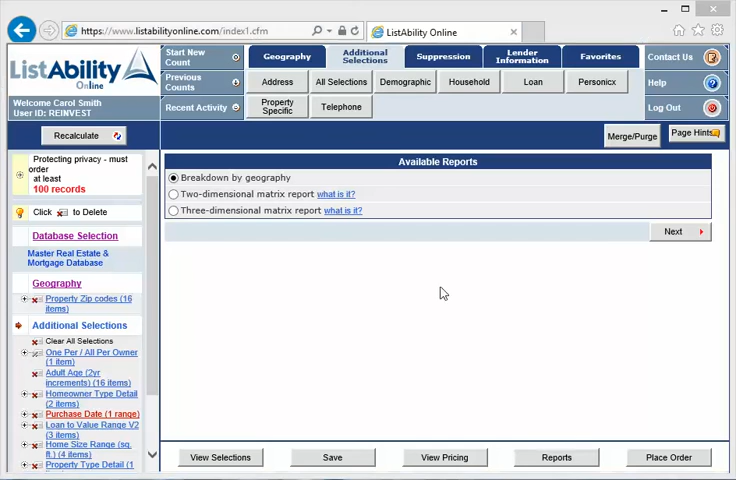 https://www.listabilityonline.com/index1.cfm
ListAbility Online
ListAbility
Online
Welcome Carol Smith
User ID: REINVEST
Start New
Count
Previous
Counts
Recent Activity
Geography
Additional
Selections
Suppression
Lender
Information
Favorites
Contact Us
Help
Log Out
Address
All Selections
Demographic
Household
Loan
Personicx
Property
Specific
Telephone
Recalculate
Merge/Purge
Page Hints
Protecting privacy - must
order
at least
100 records
Click to Delete
Database Selection
Master Real Estate &
Mortgage Database
Geography
Property Zip codes (16
items)
Additional Selections
Clear All Selections
One Per / All Per Owner
(1 item)
Adult Age (2yr
increments) (16 items)
Homeowner Type Detail
(2 items)
Purchase Date (1 range)
Loan to Value Range V2
(3 items)
Home Size Range (sq.
ft.) (4 items)
Property Type Detail (1
Available Reports
Breakdown by geography
Two-dimensional matrix report what is it?
Three-dimensional matrix report what is it?
Next
View Selections
Save
View Pricing
Reports
Place Order